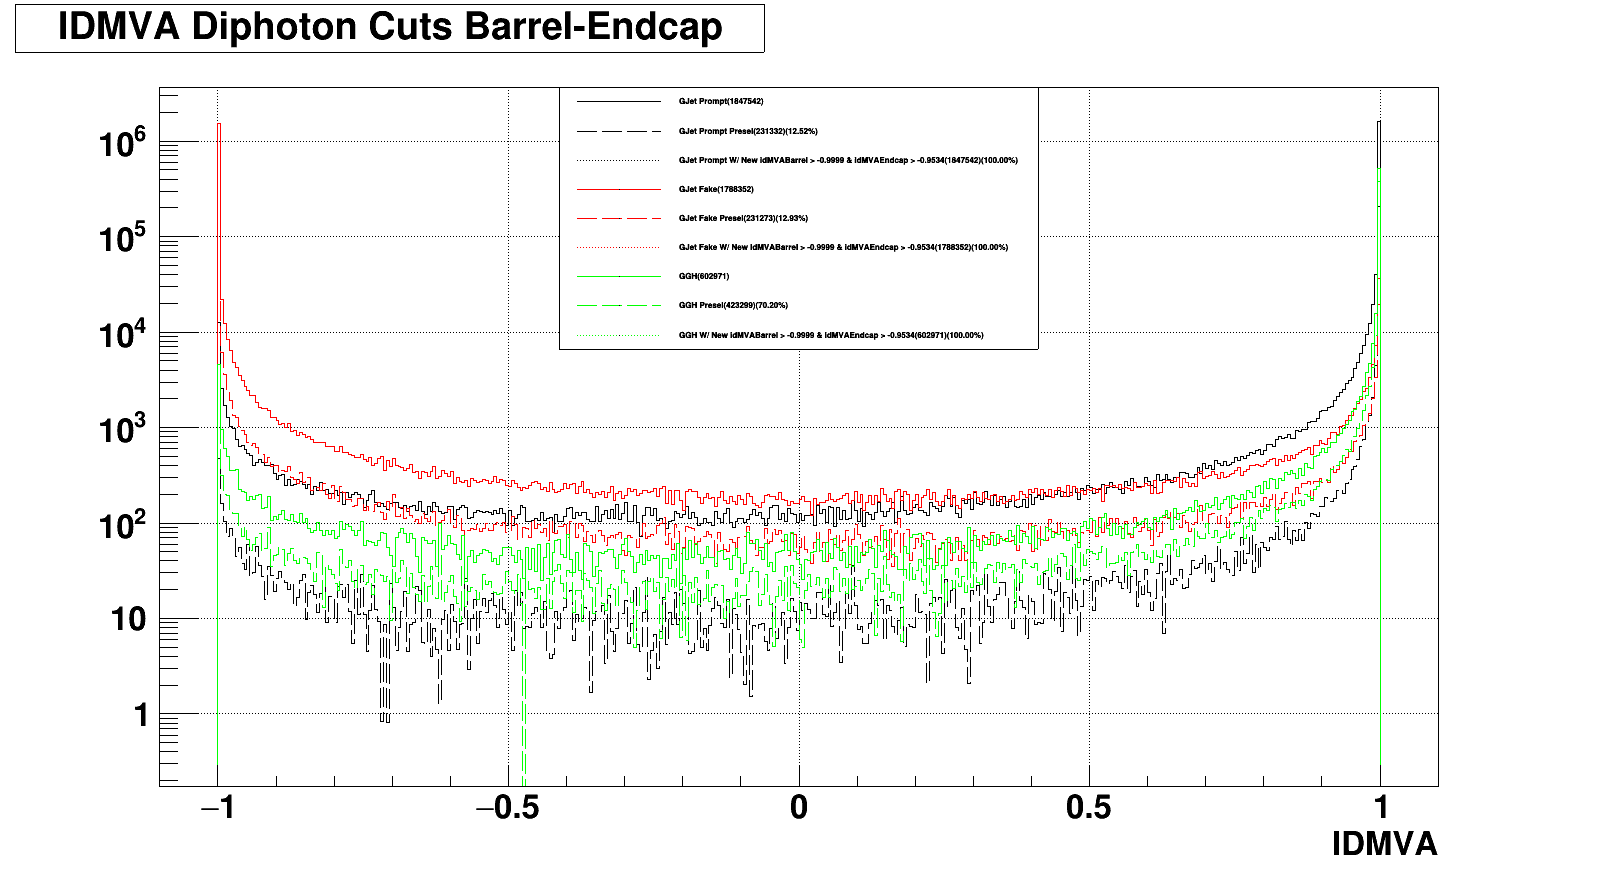 IDMVA Diphoton Cuts Barrel-Endcap
GJet Prompt(1847542)
GJet Prompt Presel(231332)(12.52%)
GJet Prompt W/ New idMVABarrel > -0.9999 & idMVAEndcap > -0.9534(1847542)(100.00%)
GJet Fake(1788352)
GJet Fake Presel(231273)(12.93%)
GJet Fake W/ New idMVABarrel > -0.9999 & idMVAEndcap > -0.9534(1788352)(100.00%)
GGH(602971)
GGH Presel(423299)(70.20%)
GGH W/ New idMVABarrel > -0.9999 & idMVAEndcap > -0.9534(602971)(100.00%)
10⁶
10⁵
10⁴
10³
10²
10
1
−1 −0.5 0 0.5 1
IDMVA